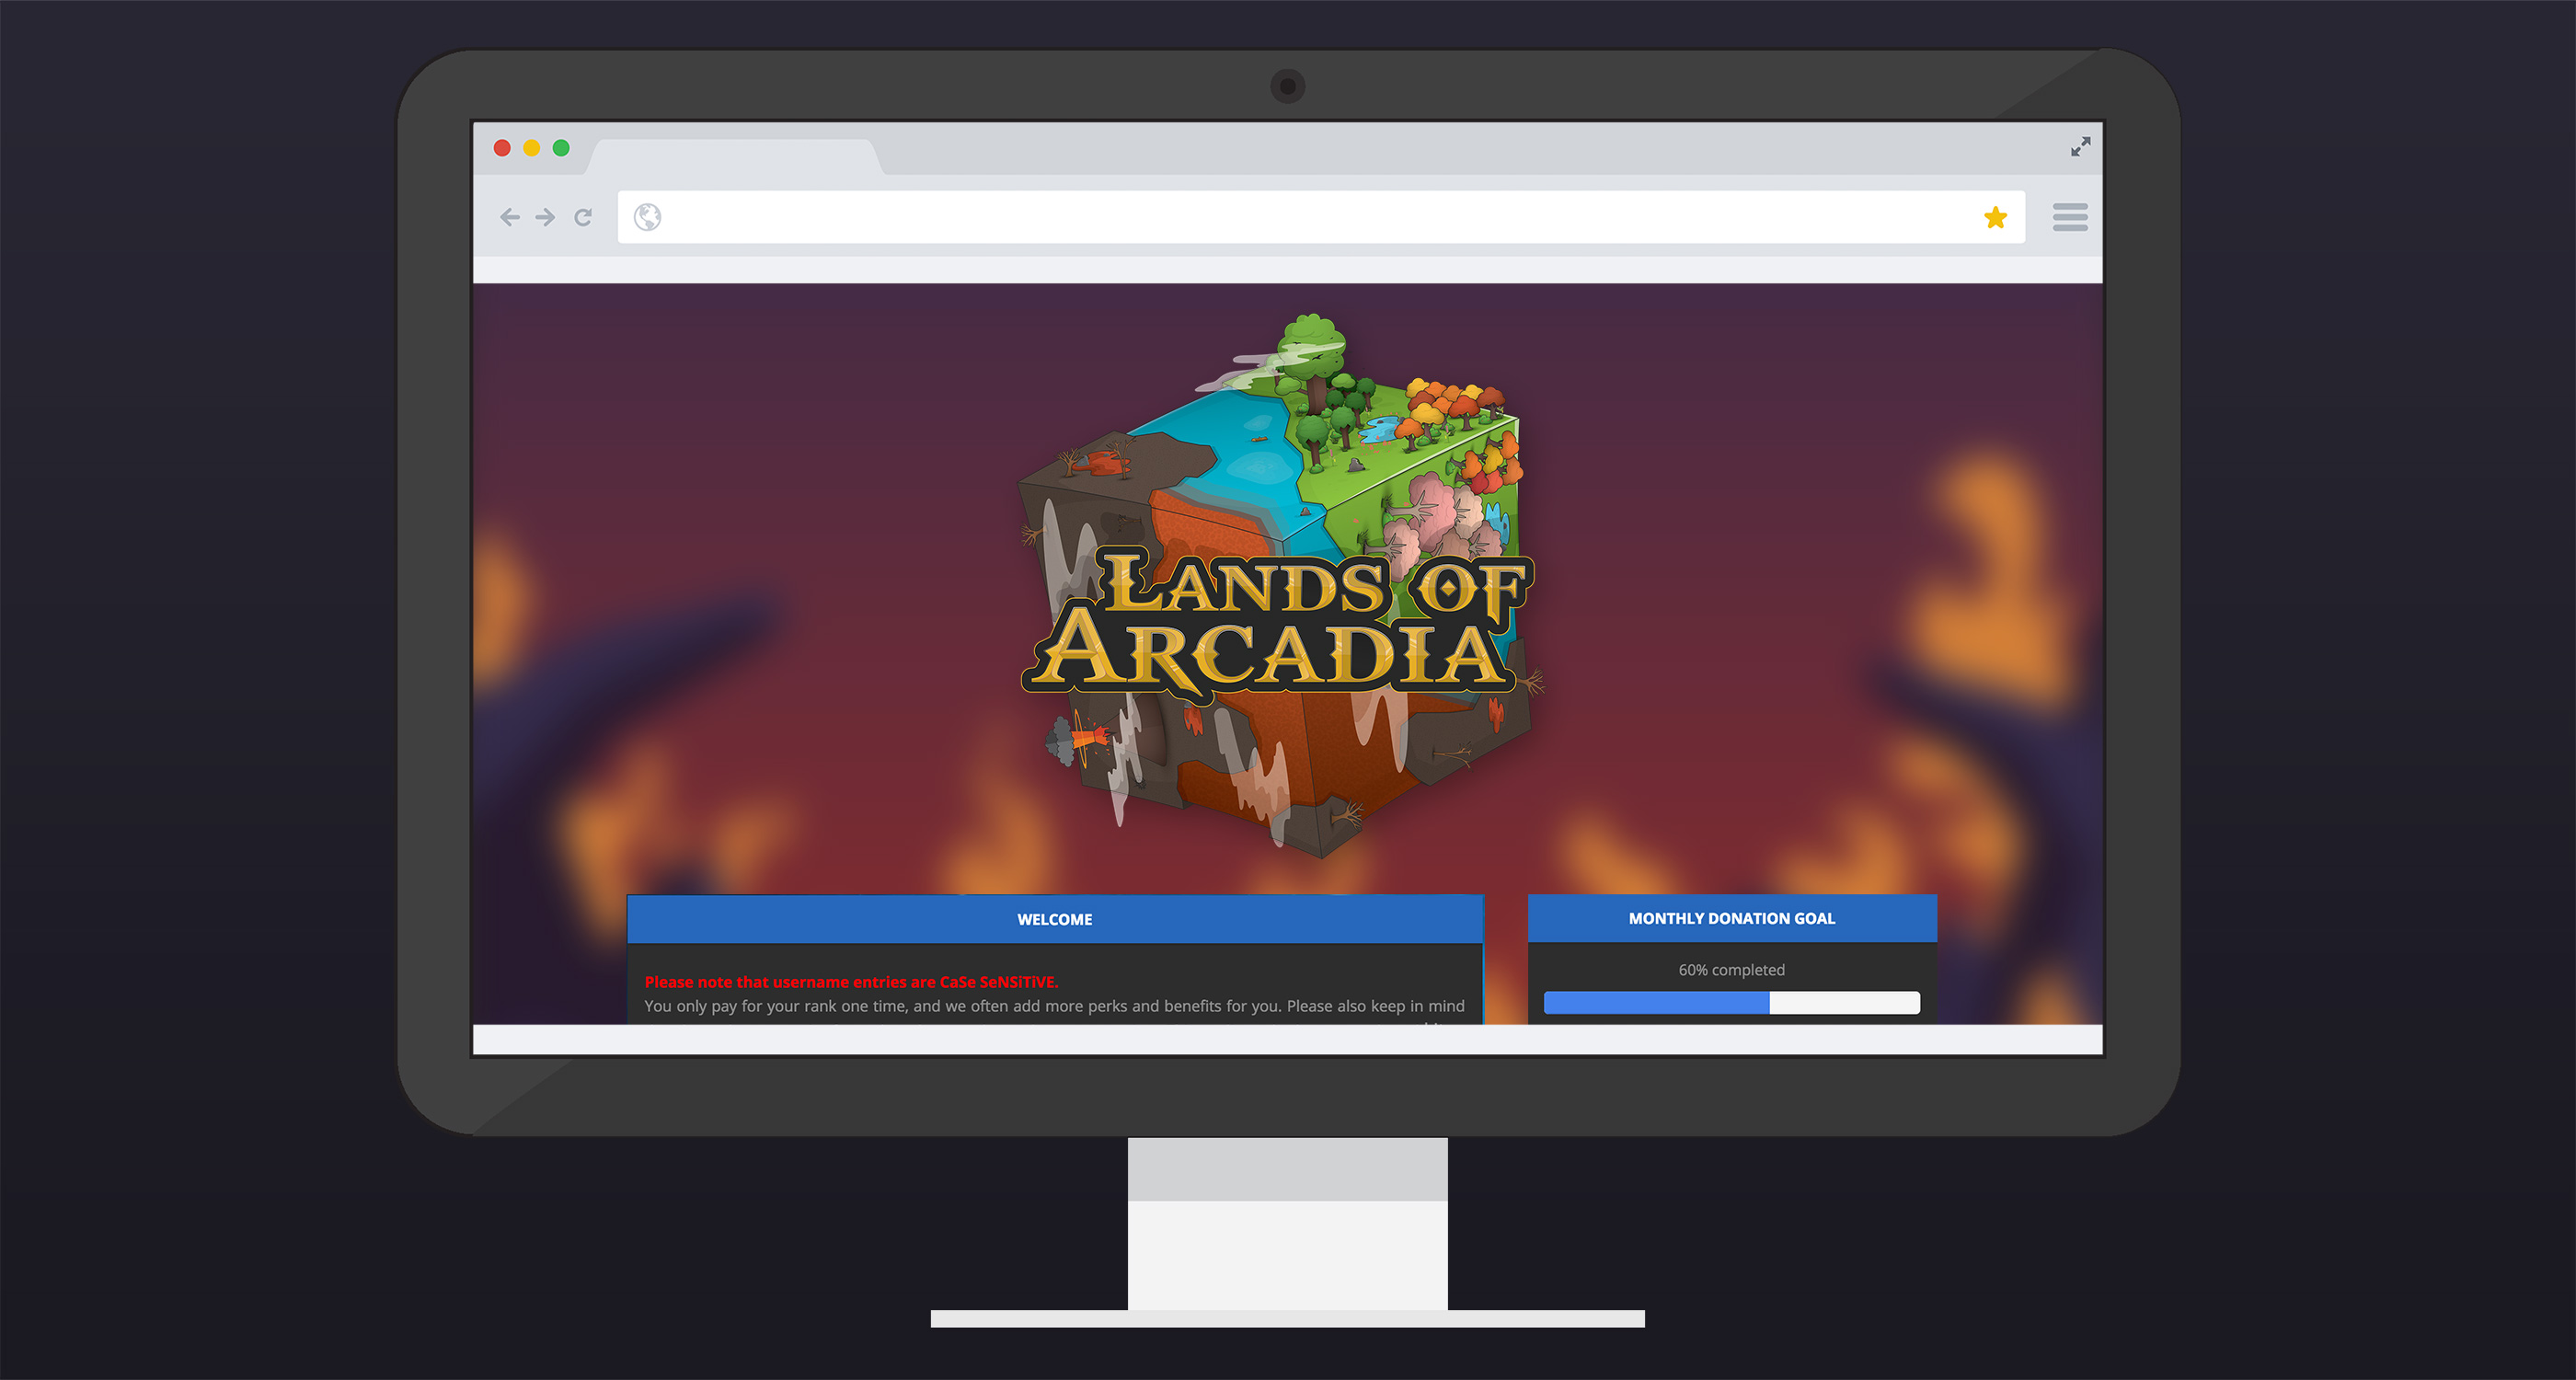 LANDS OF
ARCADIA
WELCOME
Please note that username entries are CaSe SeNSiTiVE.
You only pay for your rank one time, and we often add more perks and benefits for you. Please also keep in mind
MONTHLY DONATION GOAL
60% completed